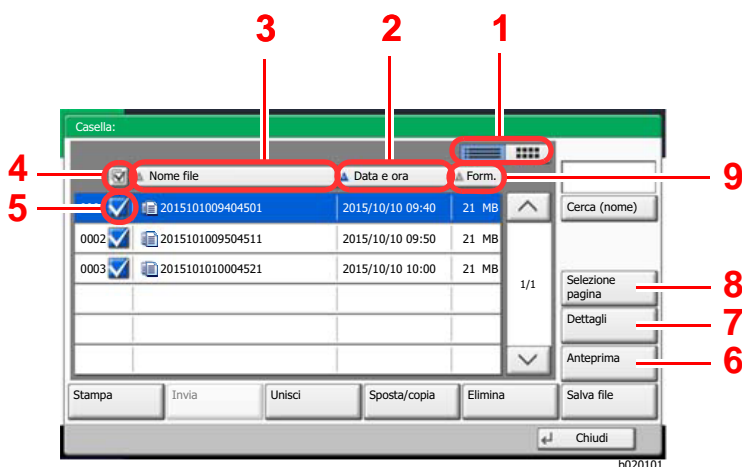 3 2 1
Casella:
4 Nome file Data e ora Form. 9
5 2015101009404501 2015/10/10 09:40 21 MB Cerca (nome)
0002 2015101009504511 2015/10/10 09:50 21 MB
0003 2015101010004521 2015/10/10 10:00 21 MB
1/1
Selezione pagina 8
Dettagli 7
Anteprima 6
Stampa Invia Unisci Sposta/copia Elimina Salva file
Chiudi
b020101